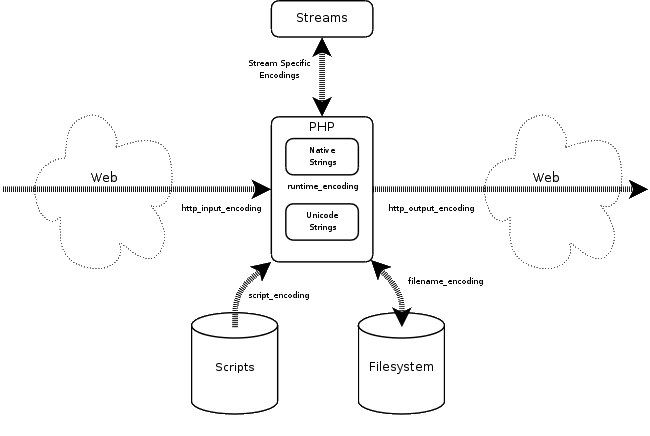 Streams
Stream Specific
Encodings
PHP
Native
Strings
runtime_encoding
Unicode
Strings
Web
http_input_encoding
Web
http_output_encoding
script_encoding
filename_encoding
Scripts
Filesystem